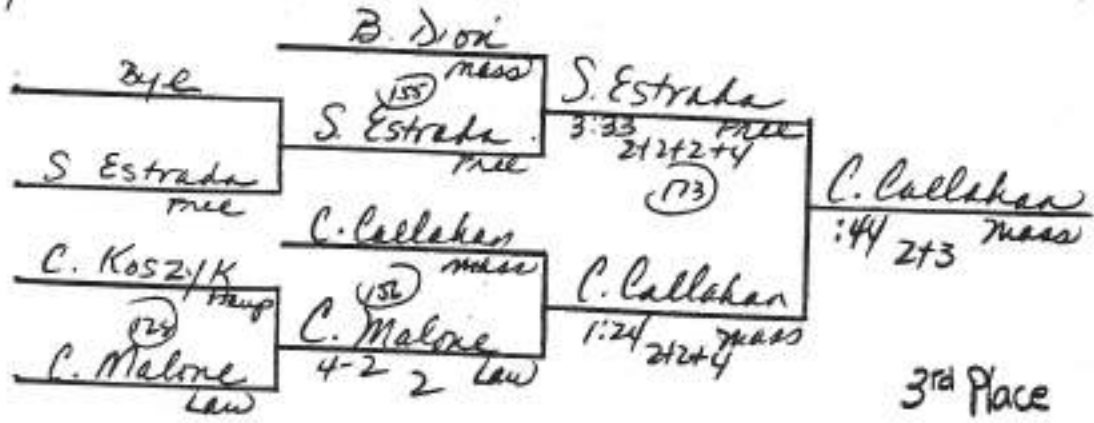 Bye
S Estrada
Free
C. Koszyk
Haup
C. Malone
Law
B. Dion
Mass
155
S. Estrada
Free
C. Callahan
Mass
156
C. Malone
Law
4-2 2
S. Estrada
Free
3:33
2+2+2+4
173
C. Callahan
Mass
1:24
2+2+4
C. Callahan
Mass
:44 2+3
3rd Place